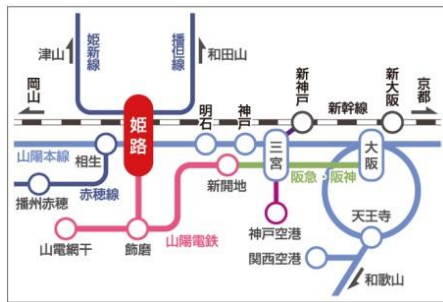 津山
姫新線
播但線
和田山
岡山
新神戸
新大阪
京都
明石
神戸
新幹線
姫路
山陽本線
相生
三宮
大阪
赤穂線
新開地
阪急・阪神
播州赤穂
天王寺
山電網干
飾磨
山陽電鉄
神戸空港
関西空港
和歌山